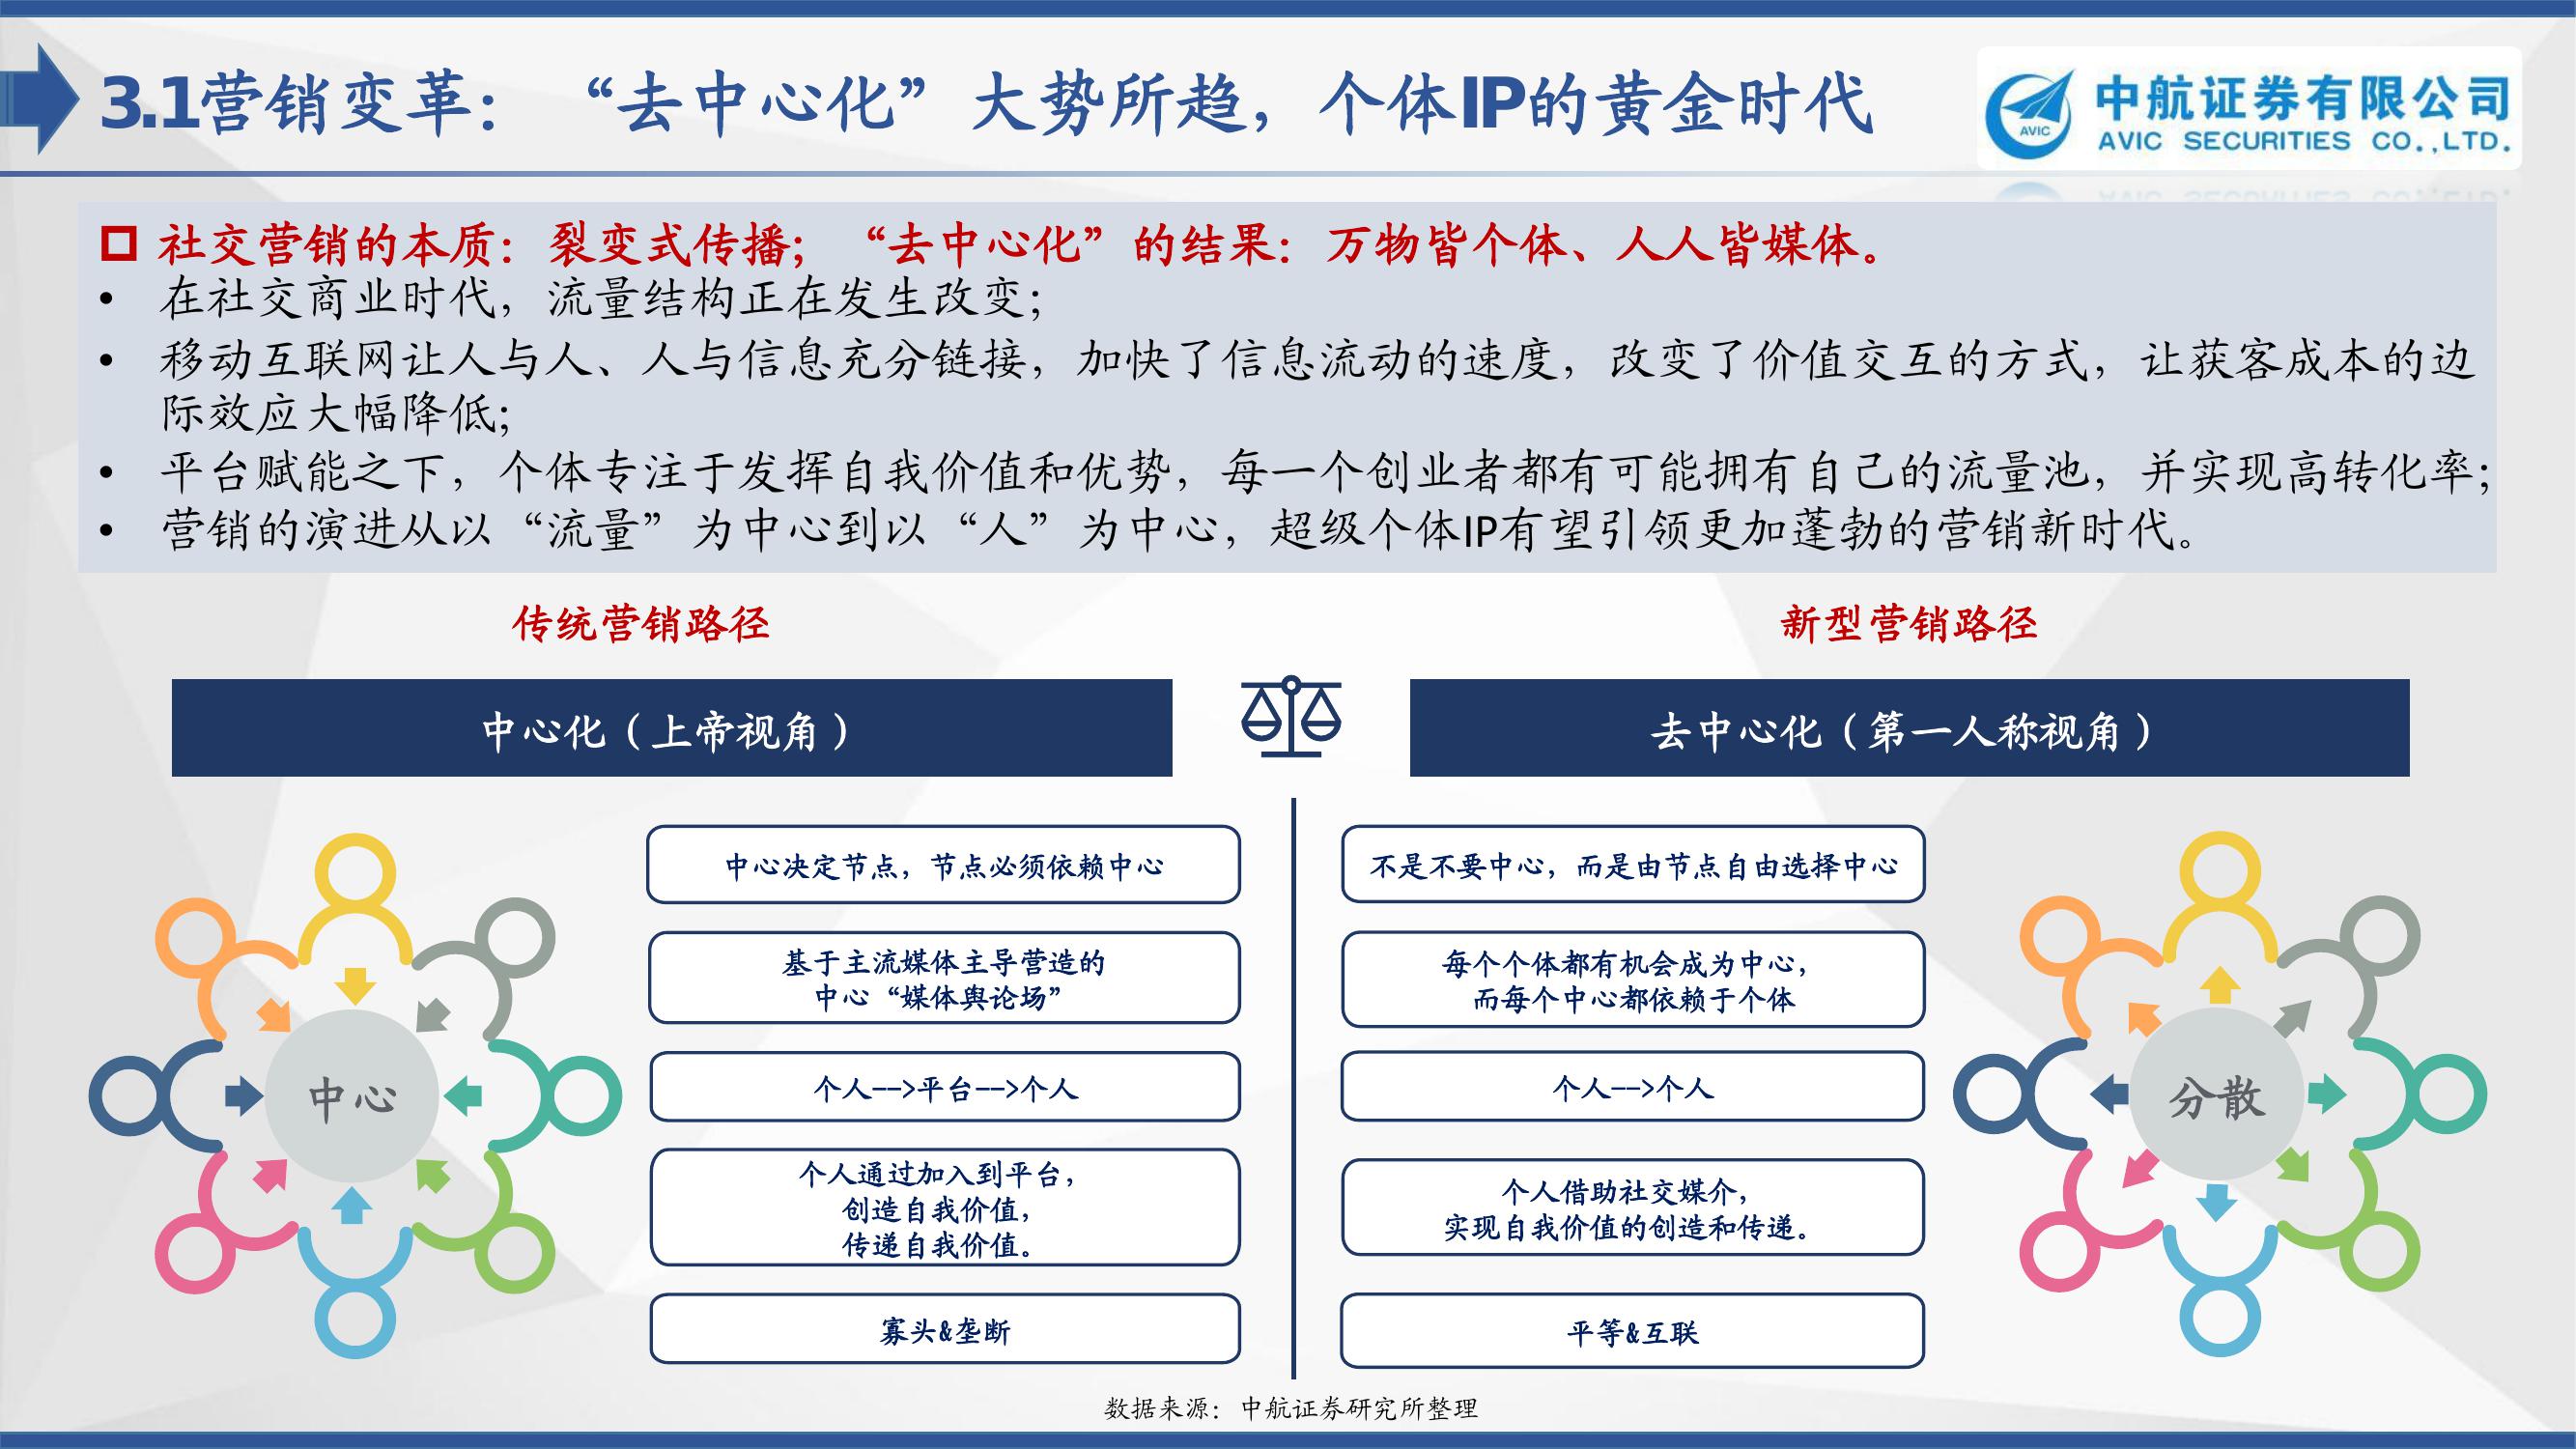 3.1营销变革：“去中心化”大势所趋，个体IP的黄金时代
中航证券有限公司
AVIC SECURITIES CO.,LTD.
AVIC
社交营销的本质：裂变式传播；“去中心化”的结果：万物皆个体、人人皆媒体。
• 在社交商业时代，流量结构正在发生改变；
• 移动互联网让人与人、人与信息充分链接，加快了信息流动的速度，改变了价值交互的方式，让获客成本的边
际效应大幅降低；
• 平台赋能之下，个体专注于发挥自我价值和优势，每一个创业者都有可能拥有自己的流量池，并实现高转化率；
• 营销的演进从以“流量”为中心到以“人”为中心，超级个体IP有望引领更加蓬勃的营销新时代。
传统营销路径
新型营销路径
中心化（上帝视角）
去中心化（第一人称视角）
中心
中心决定节点，节点必须依赖中心
基于主流媒体主导营造的
中心“媒体舆论场”
个人-->平台-->个人
个人通过加入到平台，
创造自我价值，
传递自我价值。
寡头&垄断
不是不要中心，而是由节点自由选择中心
每个个体都有机会成为中心，
而每个中心都依赖于个体
个人-->个人
个人借助社交媒介，
实现自我价值的创造和传递。
平等&互联
分散
数据来源：中航证券研究所整理